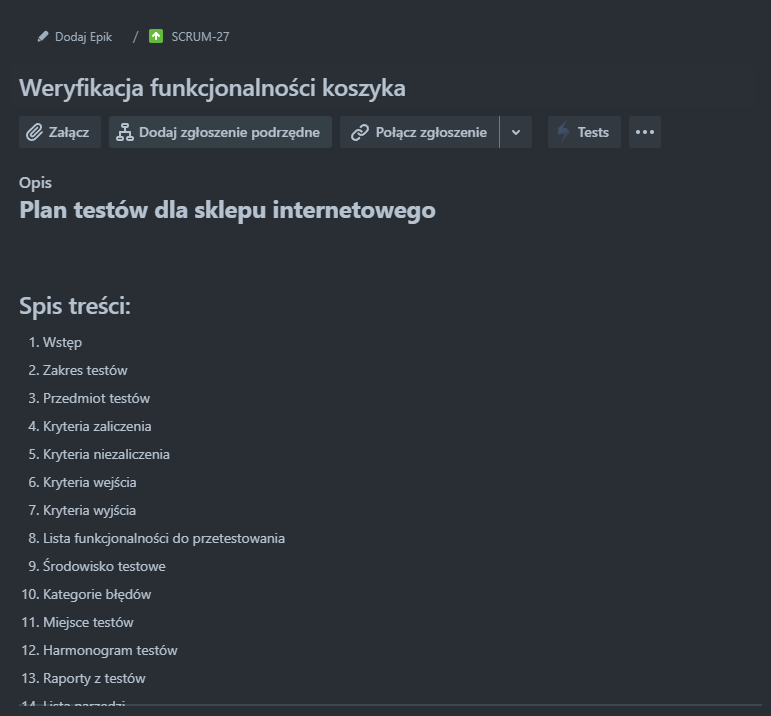 Dodaj Epik / SCRUM-27
Weryfikacja funkcjonalności koszyka
Załącz Dodaj zgłoszenie podrzędne Połącz zgłoszenie Tests
Opis
Plan testów dla sklepu internetowego
Spis treści:
1. Wstęp
2. Zakres testów
3. Przedmiot testów
4. Kryteria zaliczenia
5. Kryteria niezaliczenia
6. Kryteria wejścia
7. Kryteria wyjścia
8. Lista funkcjonalności do przetestowania
9. Środowisko testowe
10. Kategorie błędów
11. Miejsce testów
12. Harmonogram testów
13. Raporty z testów
14. Lista narzędzi